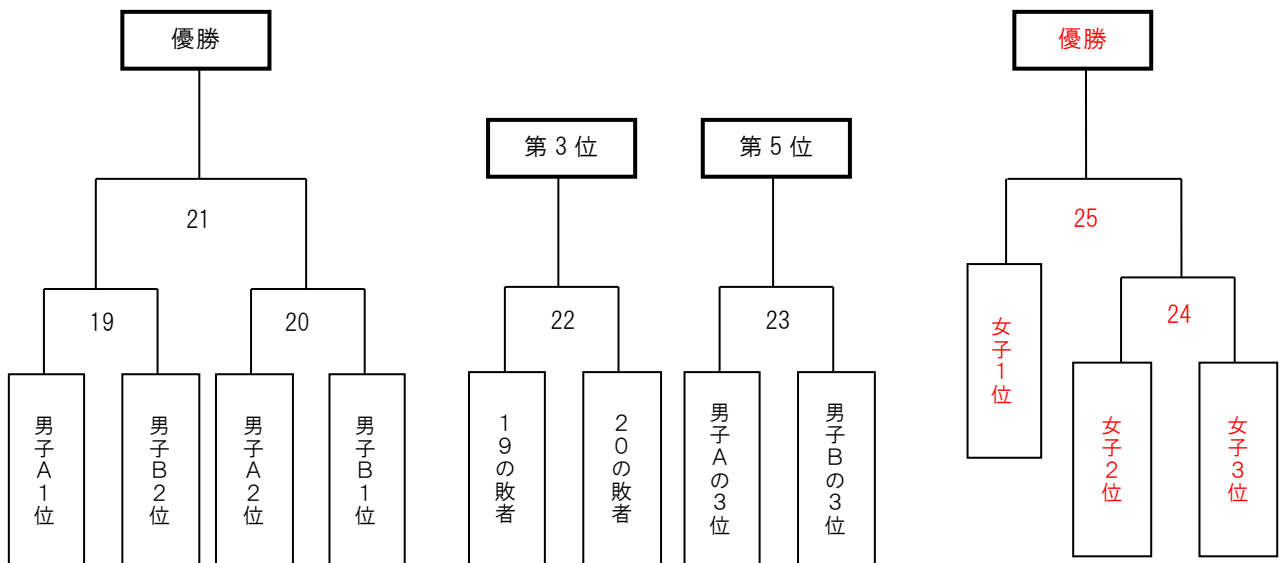 優勝
優勝
第3位
第5位
21
25
19
20
22
23
24
男子A1位
男子B2位
男子A2位
男子B1位
19の敗者
20の敗者
男子Aの3位
男子Bの3位
女子1位
女子2位
女子3位